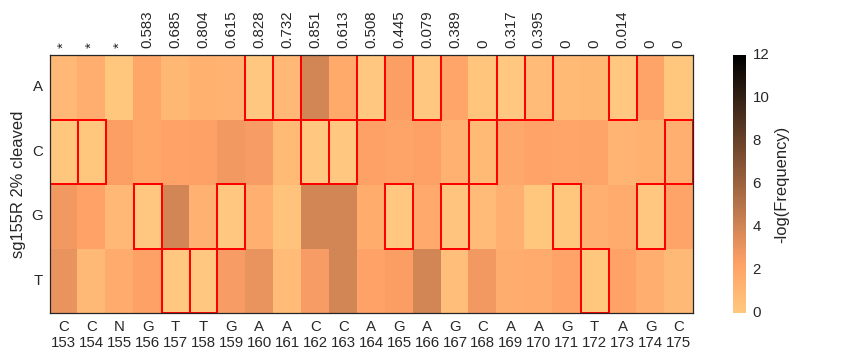 * * * 0.583 0.685 0.804 0.615 0.828 0.732 0.851 0.613 0.508 0.445 0.079 0.389 0 0.317 0.395 0 0 0.014 0 0
sg155R 2% cleaved
A
C
G
T
C C N G T T G A A C C A G A G C A A G T A G C
153 154 155 156 157 158 159 160 161 162 163 164 165 166 167 168 169 170 171 172 173 174 175
12
10
8
6
4
2
0
-log(Frequency)